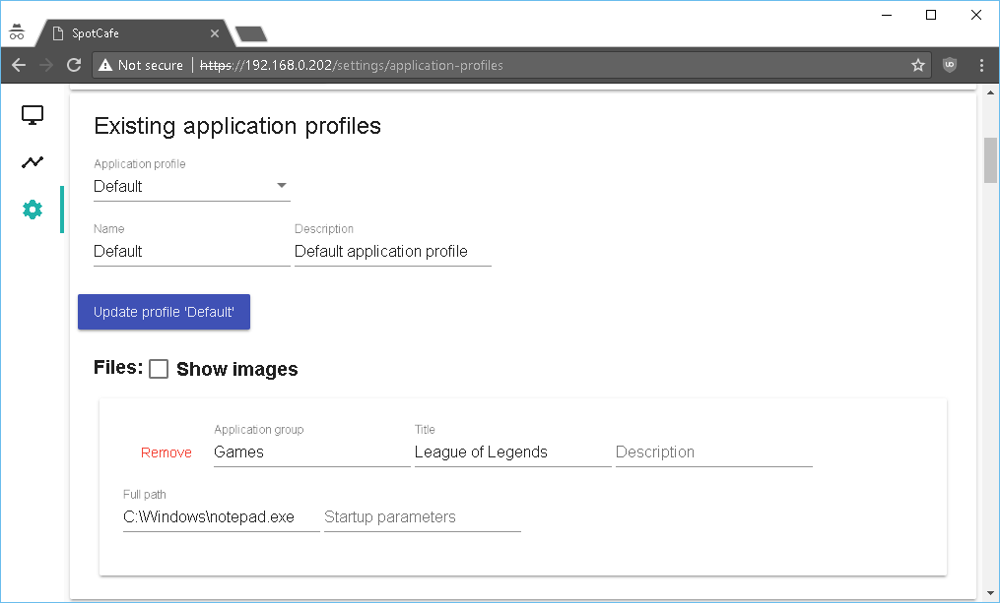 SpotCafe
Not secure | https://192.168.0.202/settings/application-profiles
Existing application profiles
Application profile
Default
Name Description
Default Default application profile
Update profile 'Default'
Files: Show images
Application group Title
Remove Games League of Legends Description
Full path
C:\Windows\notepad.exe Startup parameters